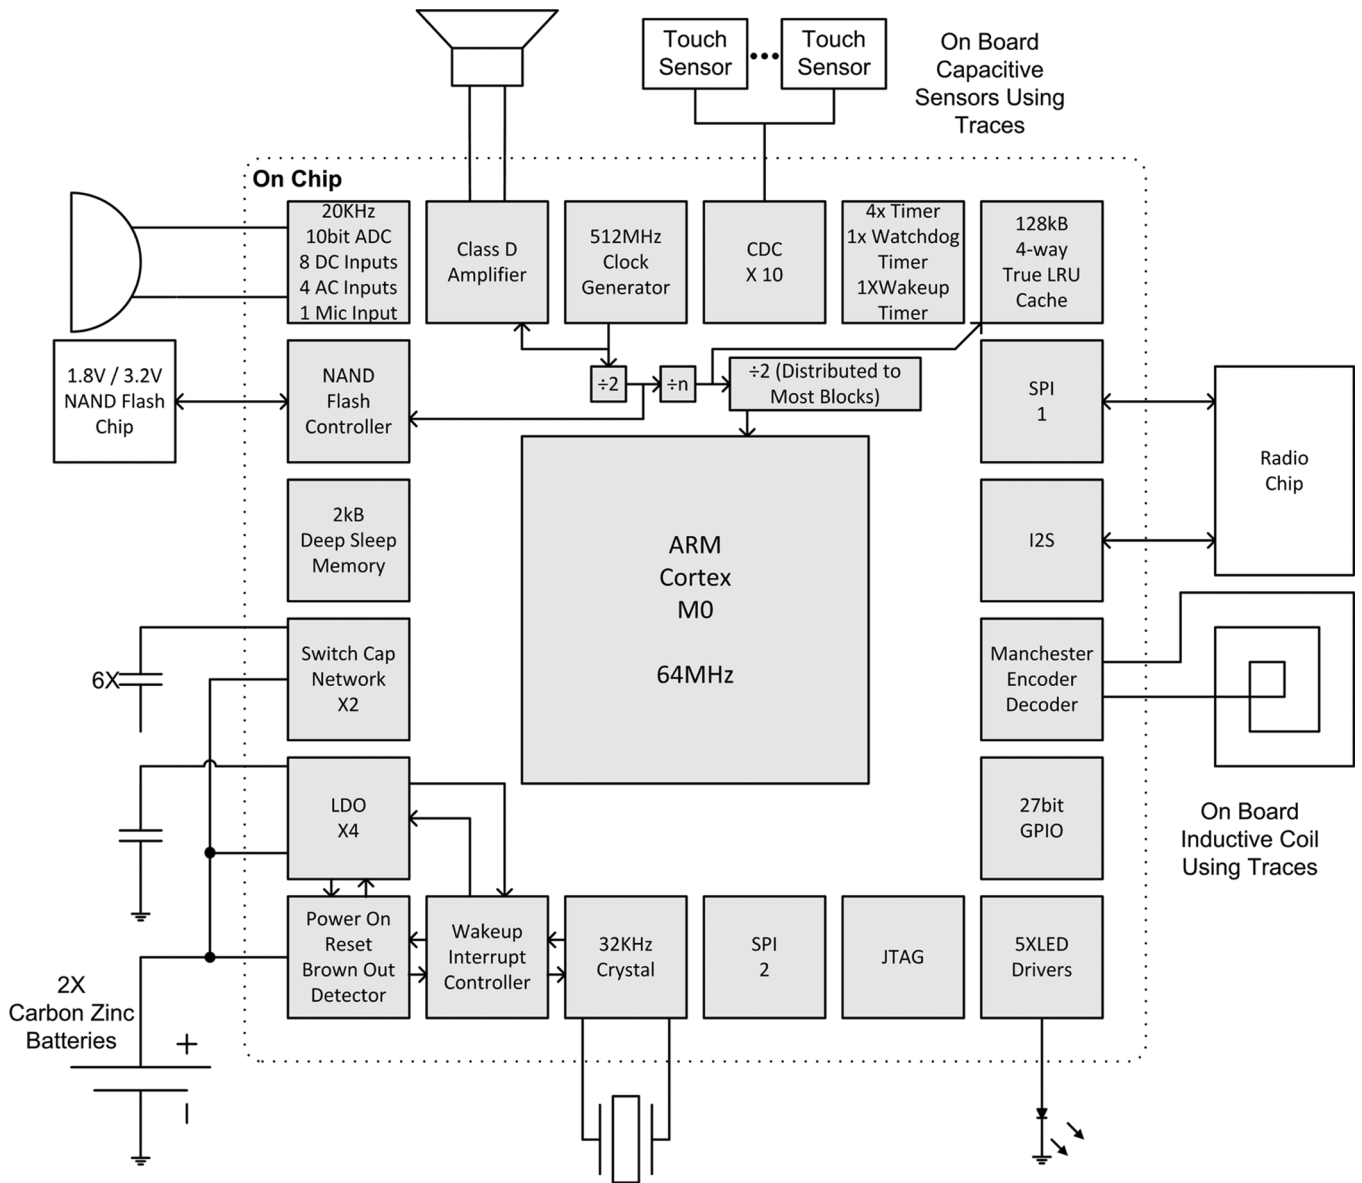 Touch
Sensor
Touch
Sensor
On Board
Capacitive
Sensors Using
Traces
On Chip
20KHz
10bit ADC
8 DC Inputs
4 AC Inputs
1 Mic Input
Class D
Amplifier
512MHz
Clock
Generator
CDC
X 10
4x Timer
1x Watchdog
Timer
1XWakeup
Timer
128kB
4-way
True LRU
Cache
1.8V / 3.2V
NAND Flash
Chip
NAND
Flash
Controller
÷2
÷n
÷2 (Distributed to
Most Blocks)
SPI
1
Radio
Chip
2kB
Deep Sleep
Memory
ARM
Cortex
M0
64MHz
I2S
6X
Switch Cap
Network
X2
Manchester
Encoder
Decoder
LDO
X4
27bit
GPIO
On Board
Inductive Coil
Using Traces
Power On
Reset
Brown Out
Detector
Wakeup
Interrupt
Controller
32KHz
Crystal
SPI
2
JTAG
5XLED
Drivers
2X
Carbon Zinc
Batteries
+
–